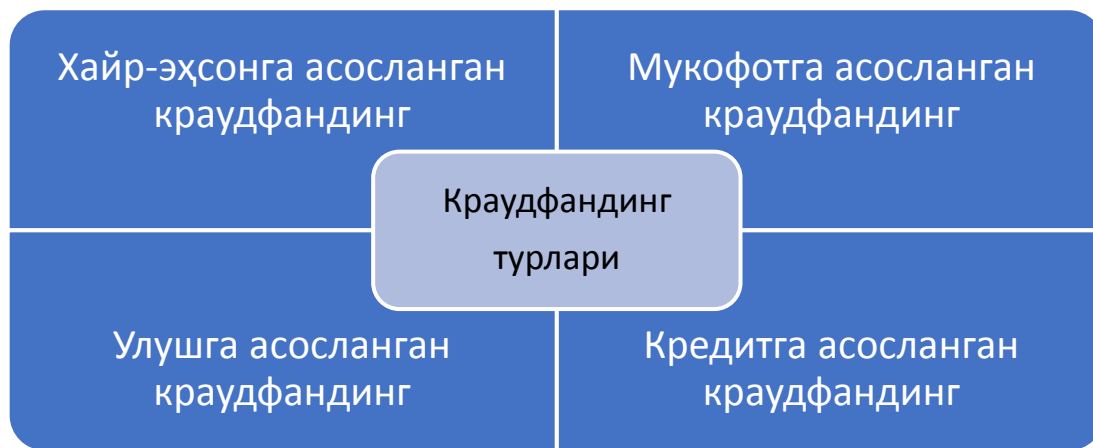 Хайр-эҳсонга асосланган
краудфандинг
Мукофотга асосланган
краудфандинг
Краудфандинг
турлари
Улушга асосланган
краудфандинг
Кредитга асосланган
краудфандинг